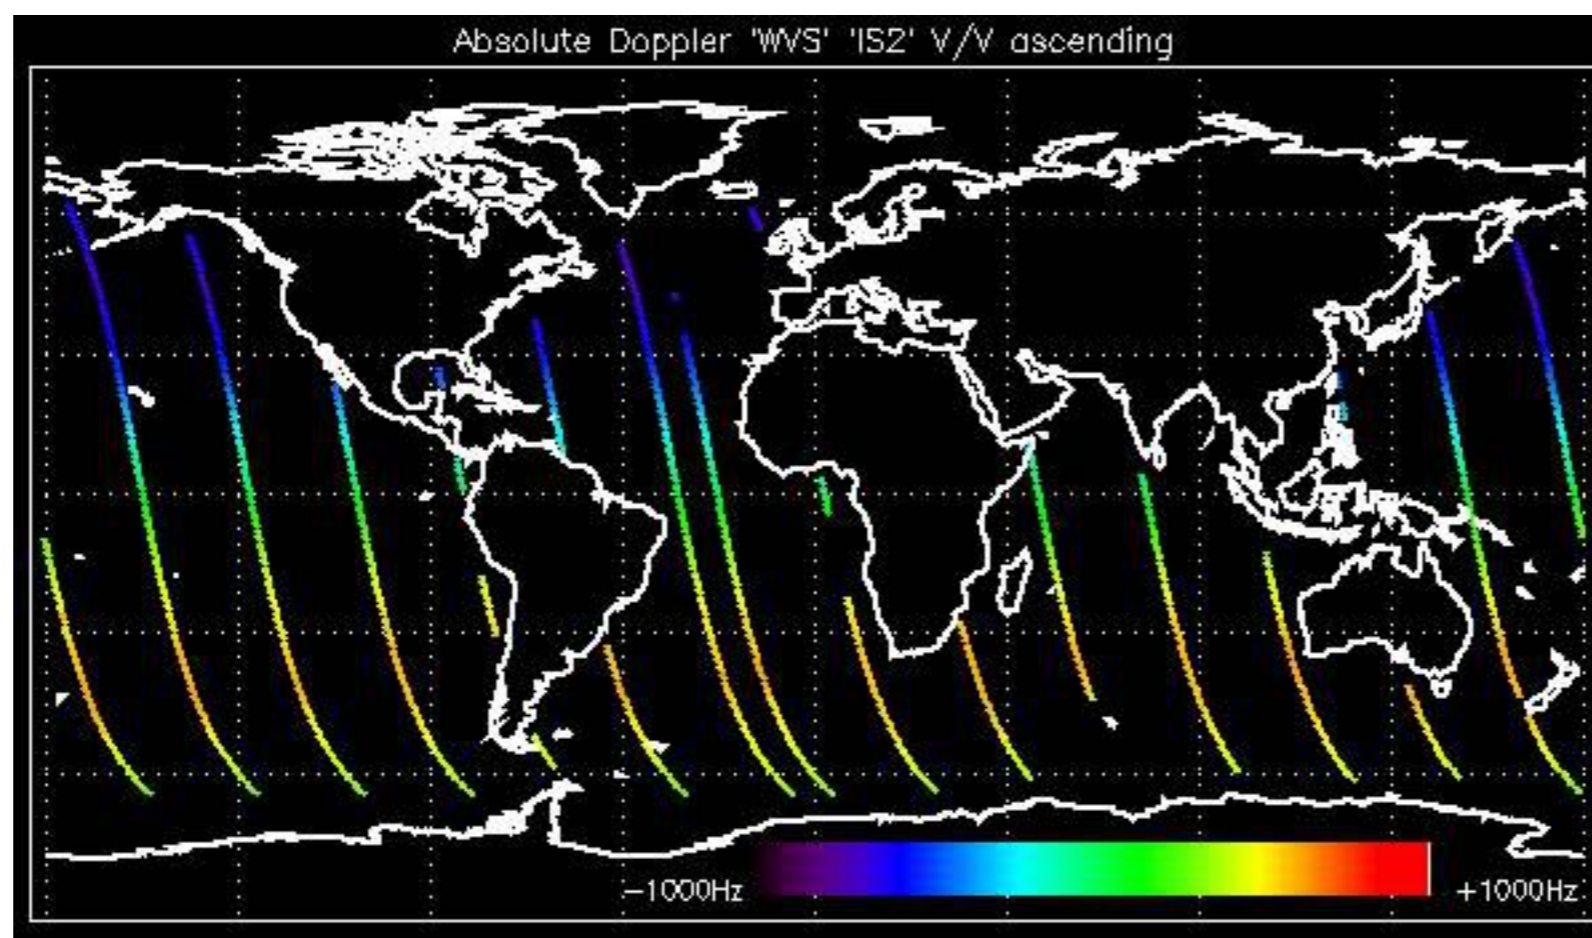 Absolute Doppler 'WVS' 'IS2' V/V ascending
−1000Hz +1000Hz